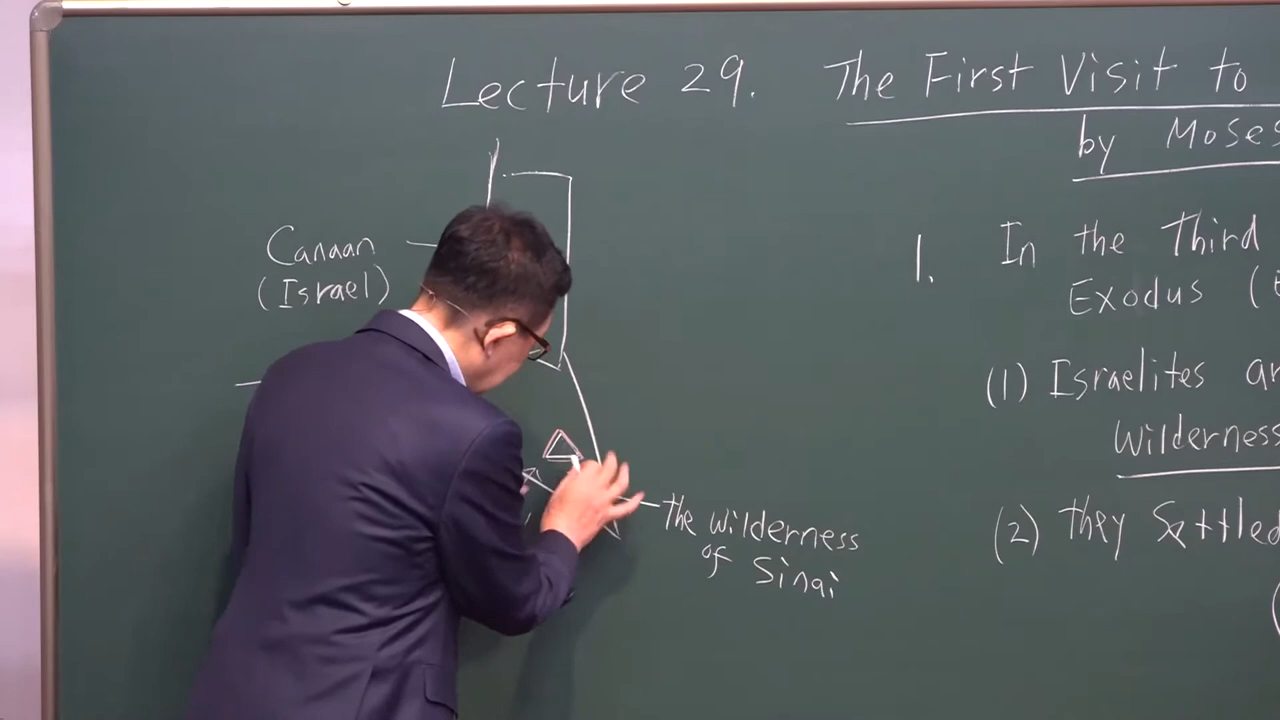 Lecture 29. The First Visit to
by Moses
Canaan
(Israel)
1. In the Third
Exodus (
(1) Israelites
Wilderness
(2) they Settled
the wilderness
of Sinai